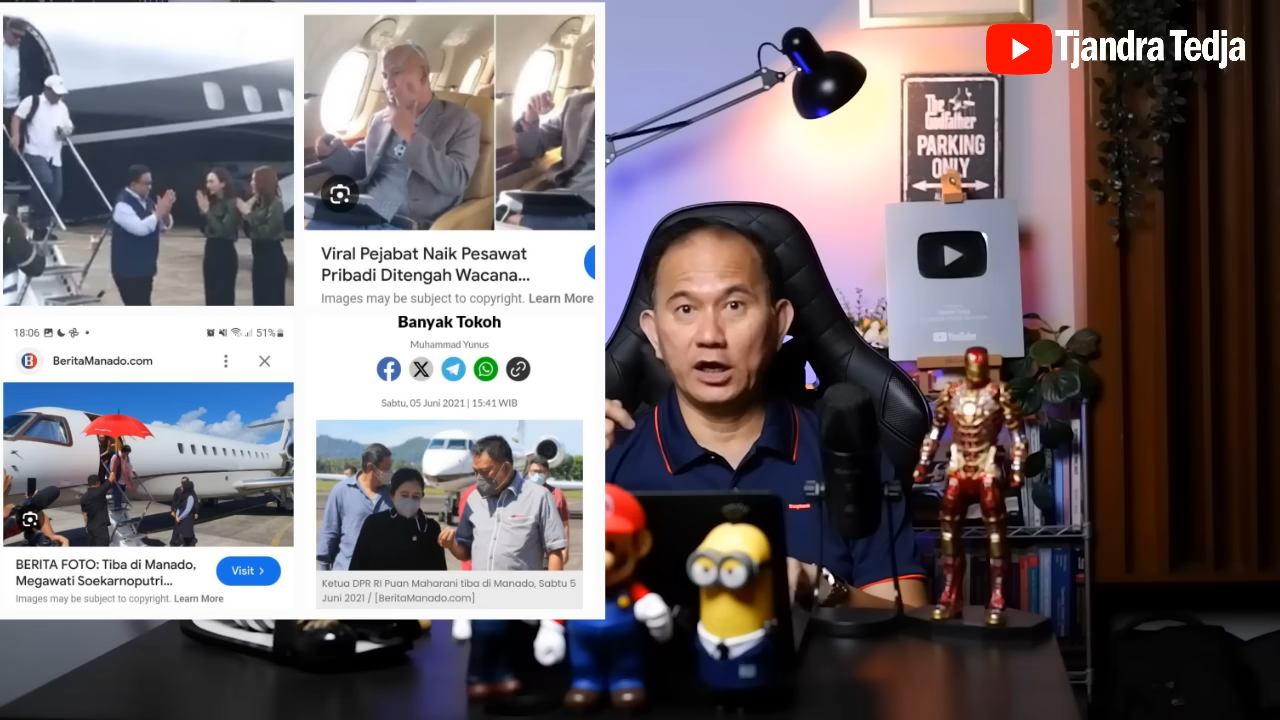 Viral Pejabat Naik Pesawat
Pribadi Ditengah Wacana...
Images may be subject to copyright. Learn More
18:06
51%
BeritaManado.com
BERITA FOTO: Tiba di Manado,
Megawati Soekarnoputri...
Visit >
Images may be subject to copyright. Learn More
Banyak Tokoh
Muhammad Yunus
Sabtu, 05 Juni 2021 | 15:41 WIB
Ketua DPR RI Puan Maharani tiba di Manado, Sabtu 5
Juni 2021 / [BeritaManado.com]
Tjandra Tedja
The
Godfather
PARKING
ONLY
YouTube